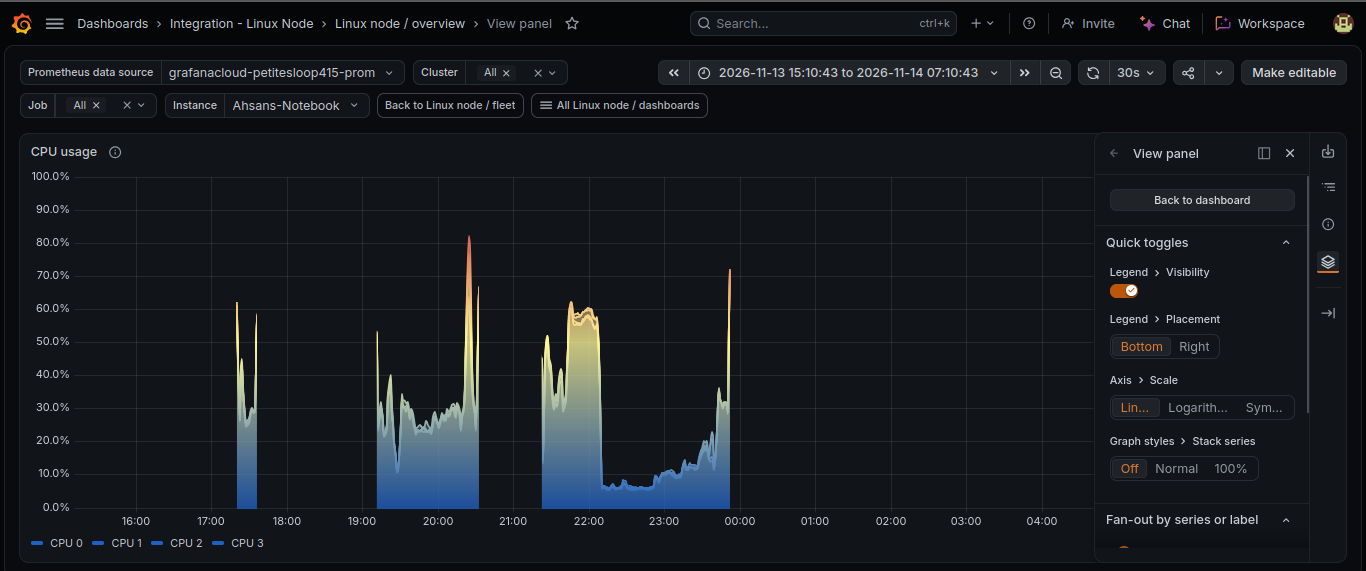 Dashboards › Integration - Linux Node › Linux node / overview › View panel Search... ctrl+k Invite Chat Workspace
Prometheus data source grafanacloud-petitesloop415-prom Cluster All 2026-11-13 15:10:43 to 2026-11-14 07:10:43 30s Make editable
Job All Instance Ahsans-Notebook Back to Linux node / fleet All Linux node / dashboards
CPU usage
100.0%
90.0%
80.0%
70.0%
60.0%
50.0%
40.0%
30.0%
20.0%
10.0%
0.0%
16:00 17:00 18:00 19:00 20:00 21:00 22:00 23:00 00:00 01:00 02:00 03:00 04:00
CPU 0 CPU 1 CPU 2 CPU 3
View panel
Back to dashboard
Quick toggles
Legend › Visibility
Legend › Placement
Bottom Right
Axis › Scale
Lin... Logarith... Sym...
Graph styles › Stack series
Off Normal 100%
Fan-out by series or label